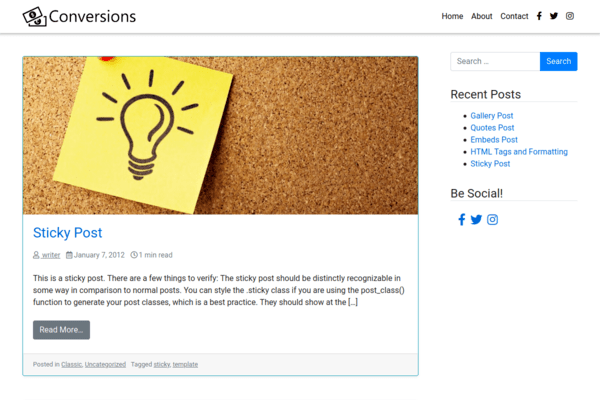 Conversions
Home About Contact
Search ... Search
Recent Posts
Gallery Post
Quotes Post
Embeds Post
HTML Tags and Formatting
Sticky Post
Be Social!
Sticky Post
writer January 7, 2012 1 min read
This is a sticky post. There are a few things to verify: The sticky post should be distinctly recognizable in
some way in comparison to normal posts. You can style the .sticky class if you are using the post_class()
function to generate your post classes, which is a best practice. They should show at the [...]
Read More...
Posted in Classic, Uncategorized Tagged sticky, template